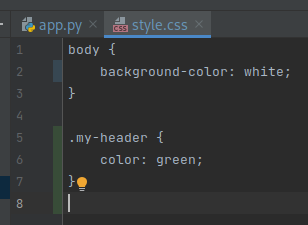 app.py style.css
1 body {
2 background-color: white;
3 }
4
5 .my-header {
6 color: green;
7 }
8